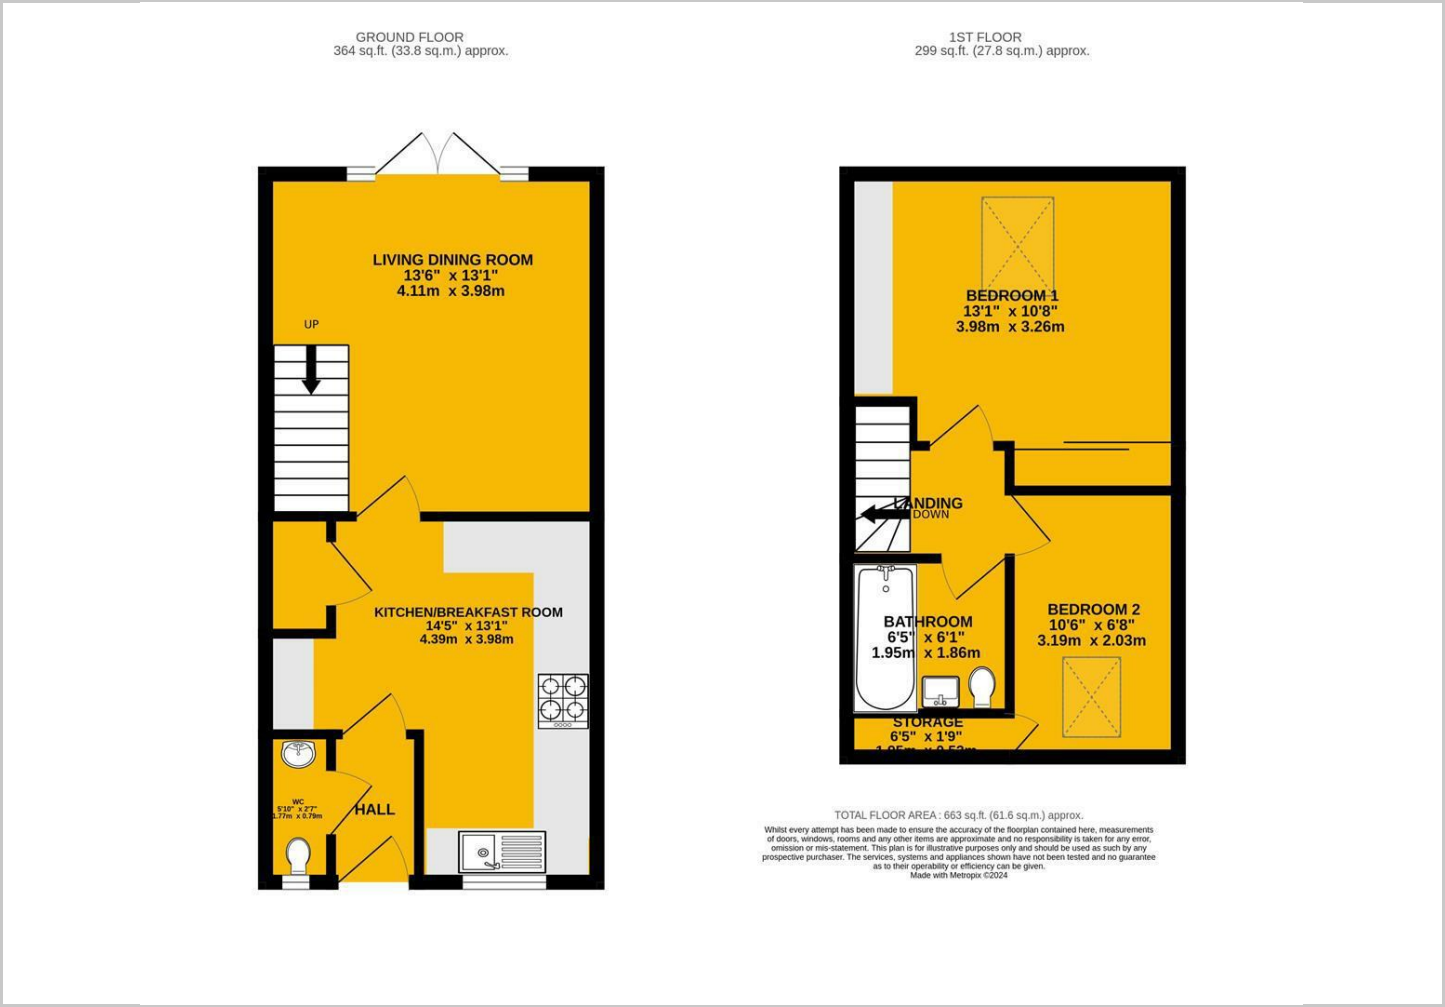 GROUND FLOOR
364 sq.ft. (33.8 sq.m.) approx.
1ST FLOOR
299 sq.ft. (27.8 sq.m.) approx.
LIVING DINING ROOM
13'6" x 13'1"
4.11m x 3.98m
UP
KITCHEN/BREAKFAST ROOM
14'5" x 13'1"
4.39m x 3.98m
WC
5'10" x 2'7"
1.77m x 0.79m
HALL
BEDROOM 1
13'1" x 10'8"
3.98m x 3.26m
LANDING
DOWN
BATHROOM
6'5" x 6'1"
1.95m x 1.86m
BEDROOM 2
10'6" x 6'8"
3.19m x 2.03m
STORAGE
6'5" x 1'9"
TOTAL FLOOR AREA : 663 sq.ft. (61.6 sq.m.) approx.
Whilst every attempt has been made to ensure the accuracy of the floorplan contained here, measurements
of doors, windows, rooms and any other items are approximate and no responsibility is taken for any error,
omission or mis-statement. This plan is for illustrative purposes only and should be used as such by any
prospective purchaser. The services, systems and appliances shown have not been tested and no guarantee
as to their operability or efficiency can be given.
Made with Metropix ©2024